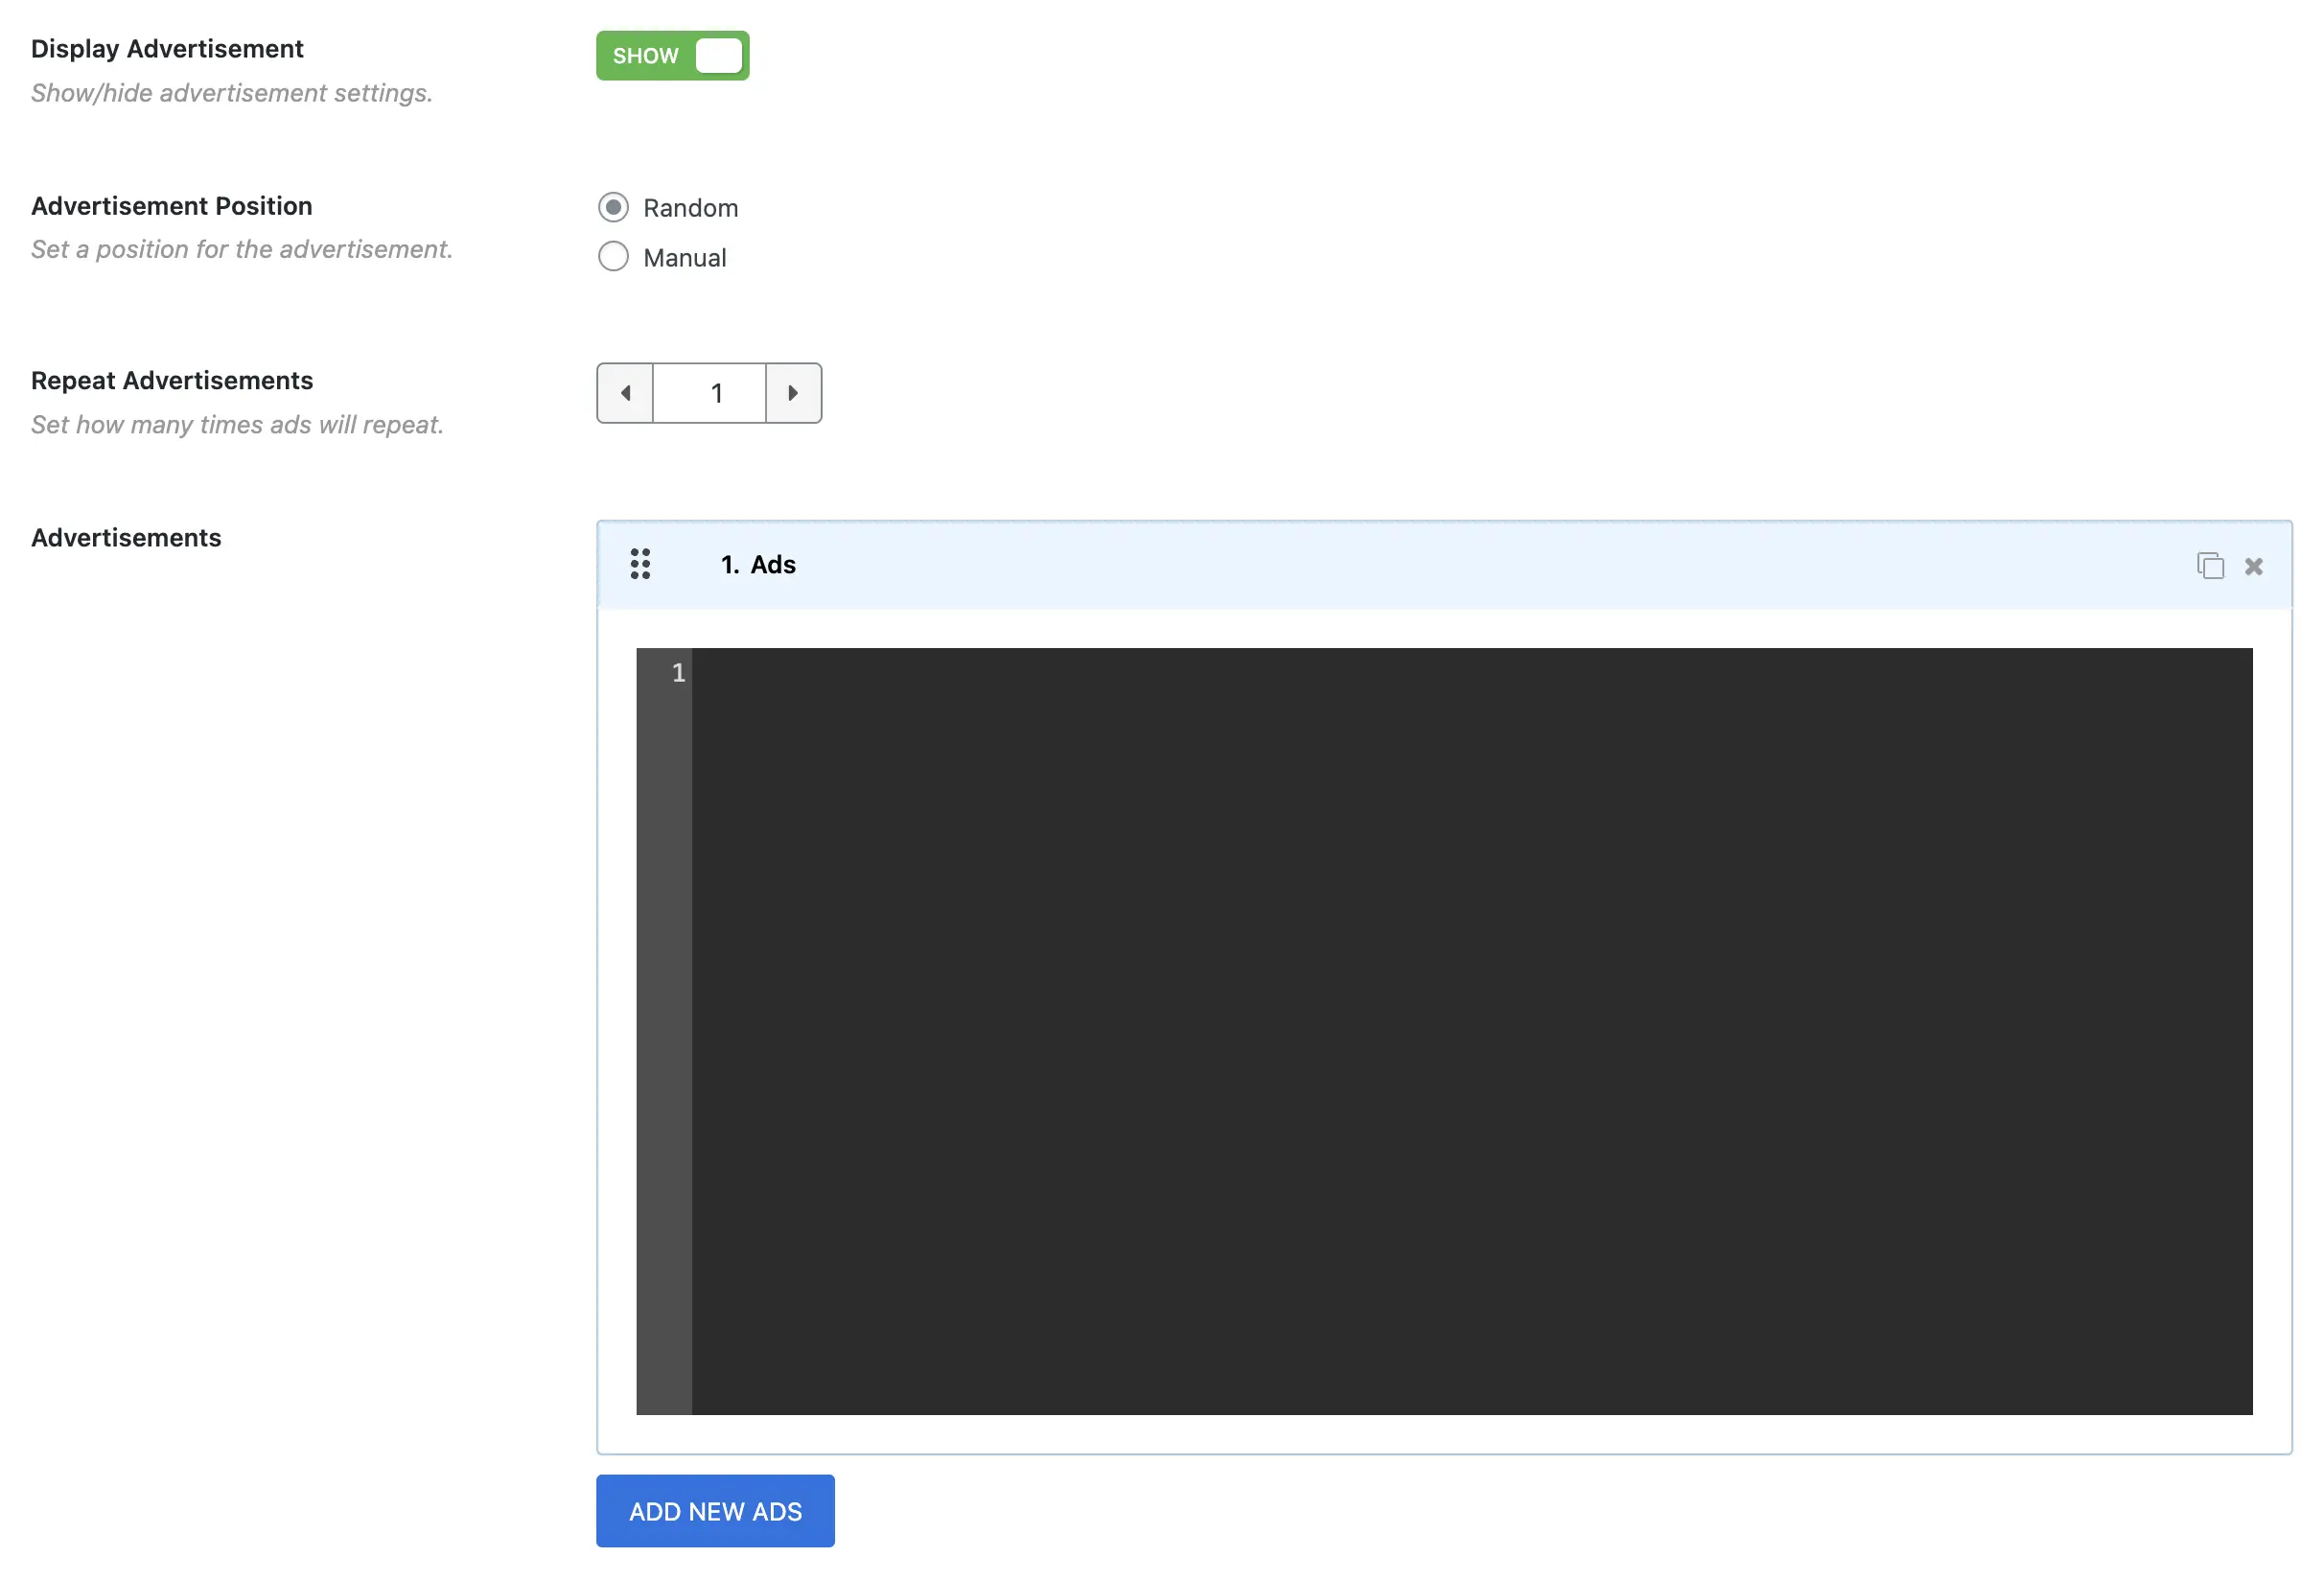 Display Advertisement
SHOW
Show/hide advertisement settings.
Advertisement Position
Random
Set a position for the advertisement.
Manual
Repeat Advertisements
1
Set how many times ads will repeat.
Advertisements
1. Ads
1
ADD NEW ADS